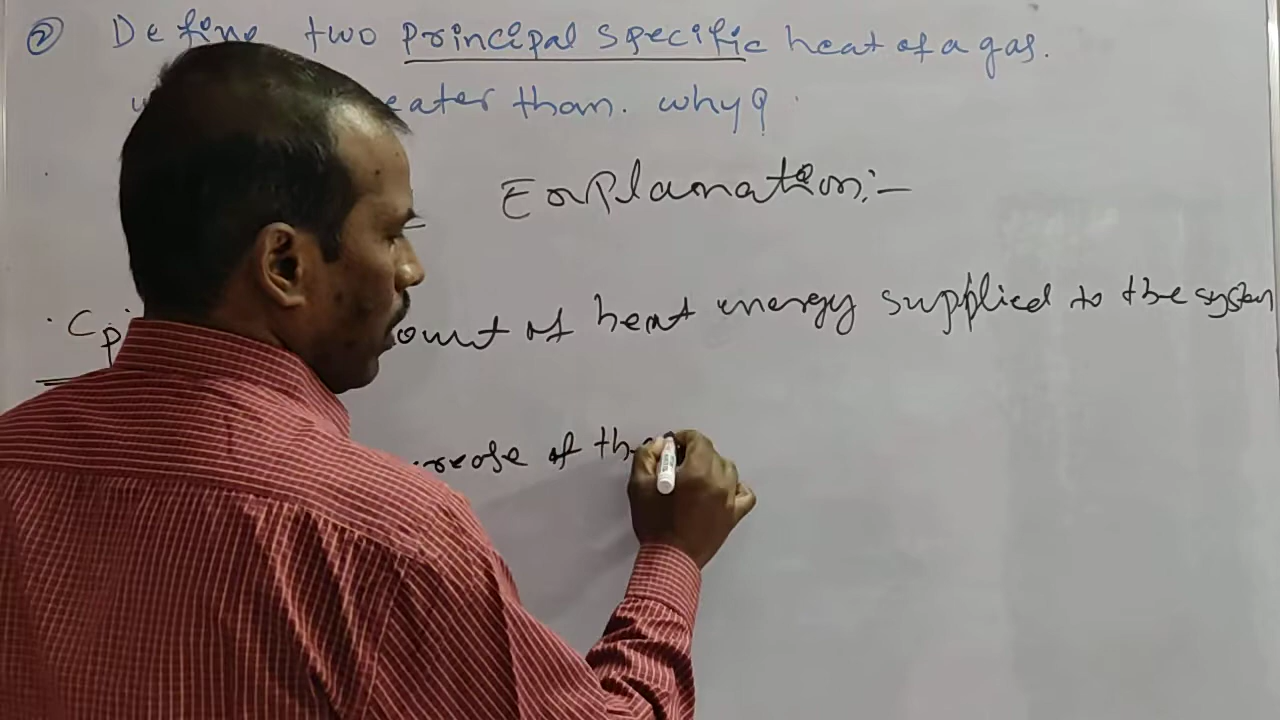 ② Define two principal specific heat of a gas.
eater than. why?
Explanation:-
Cp ount of heat energy supplied to the system
rease of the